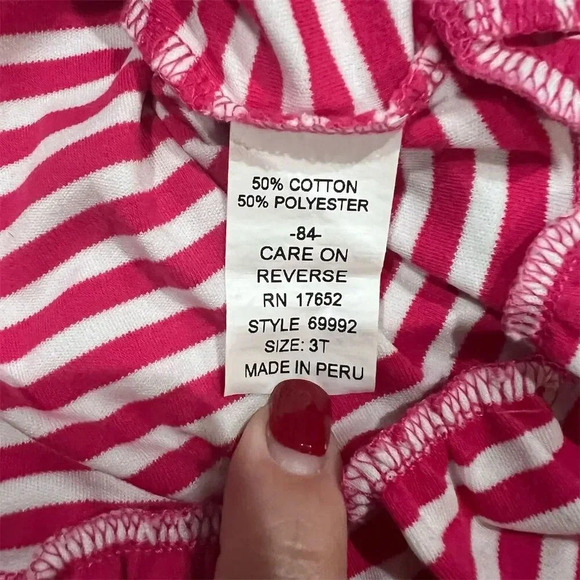 50% COTTON
50% POLYESTER
-84-
CARE ON
REVERSE
RN 17652
STYLE 69992
SIZE: 3T
MADE IN PERU